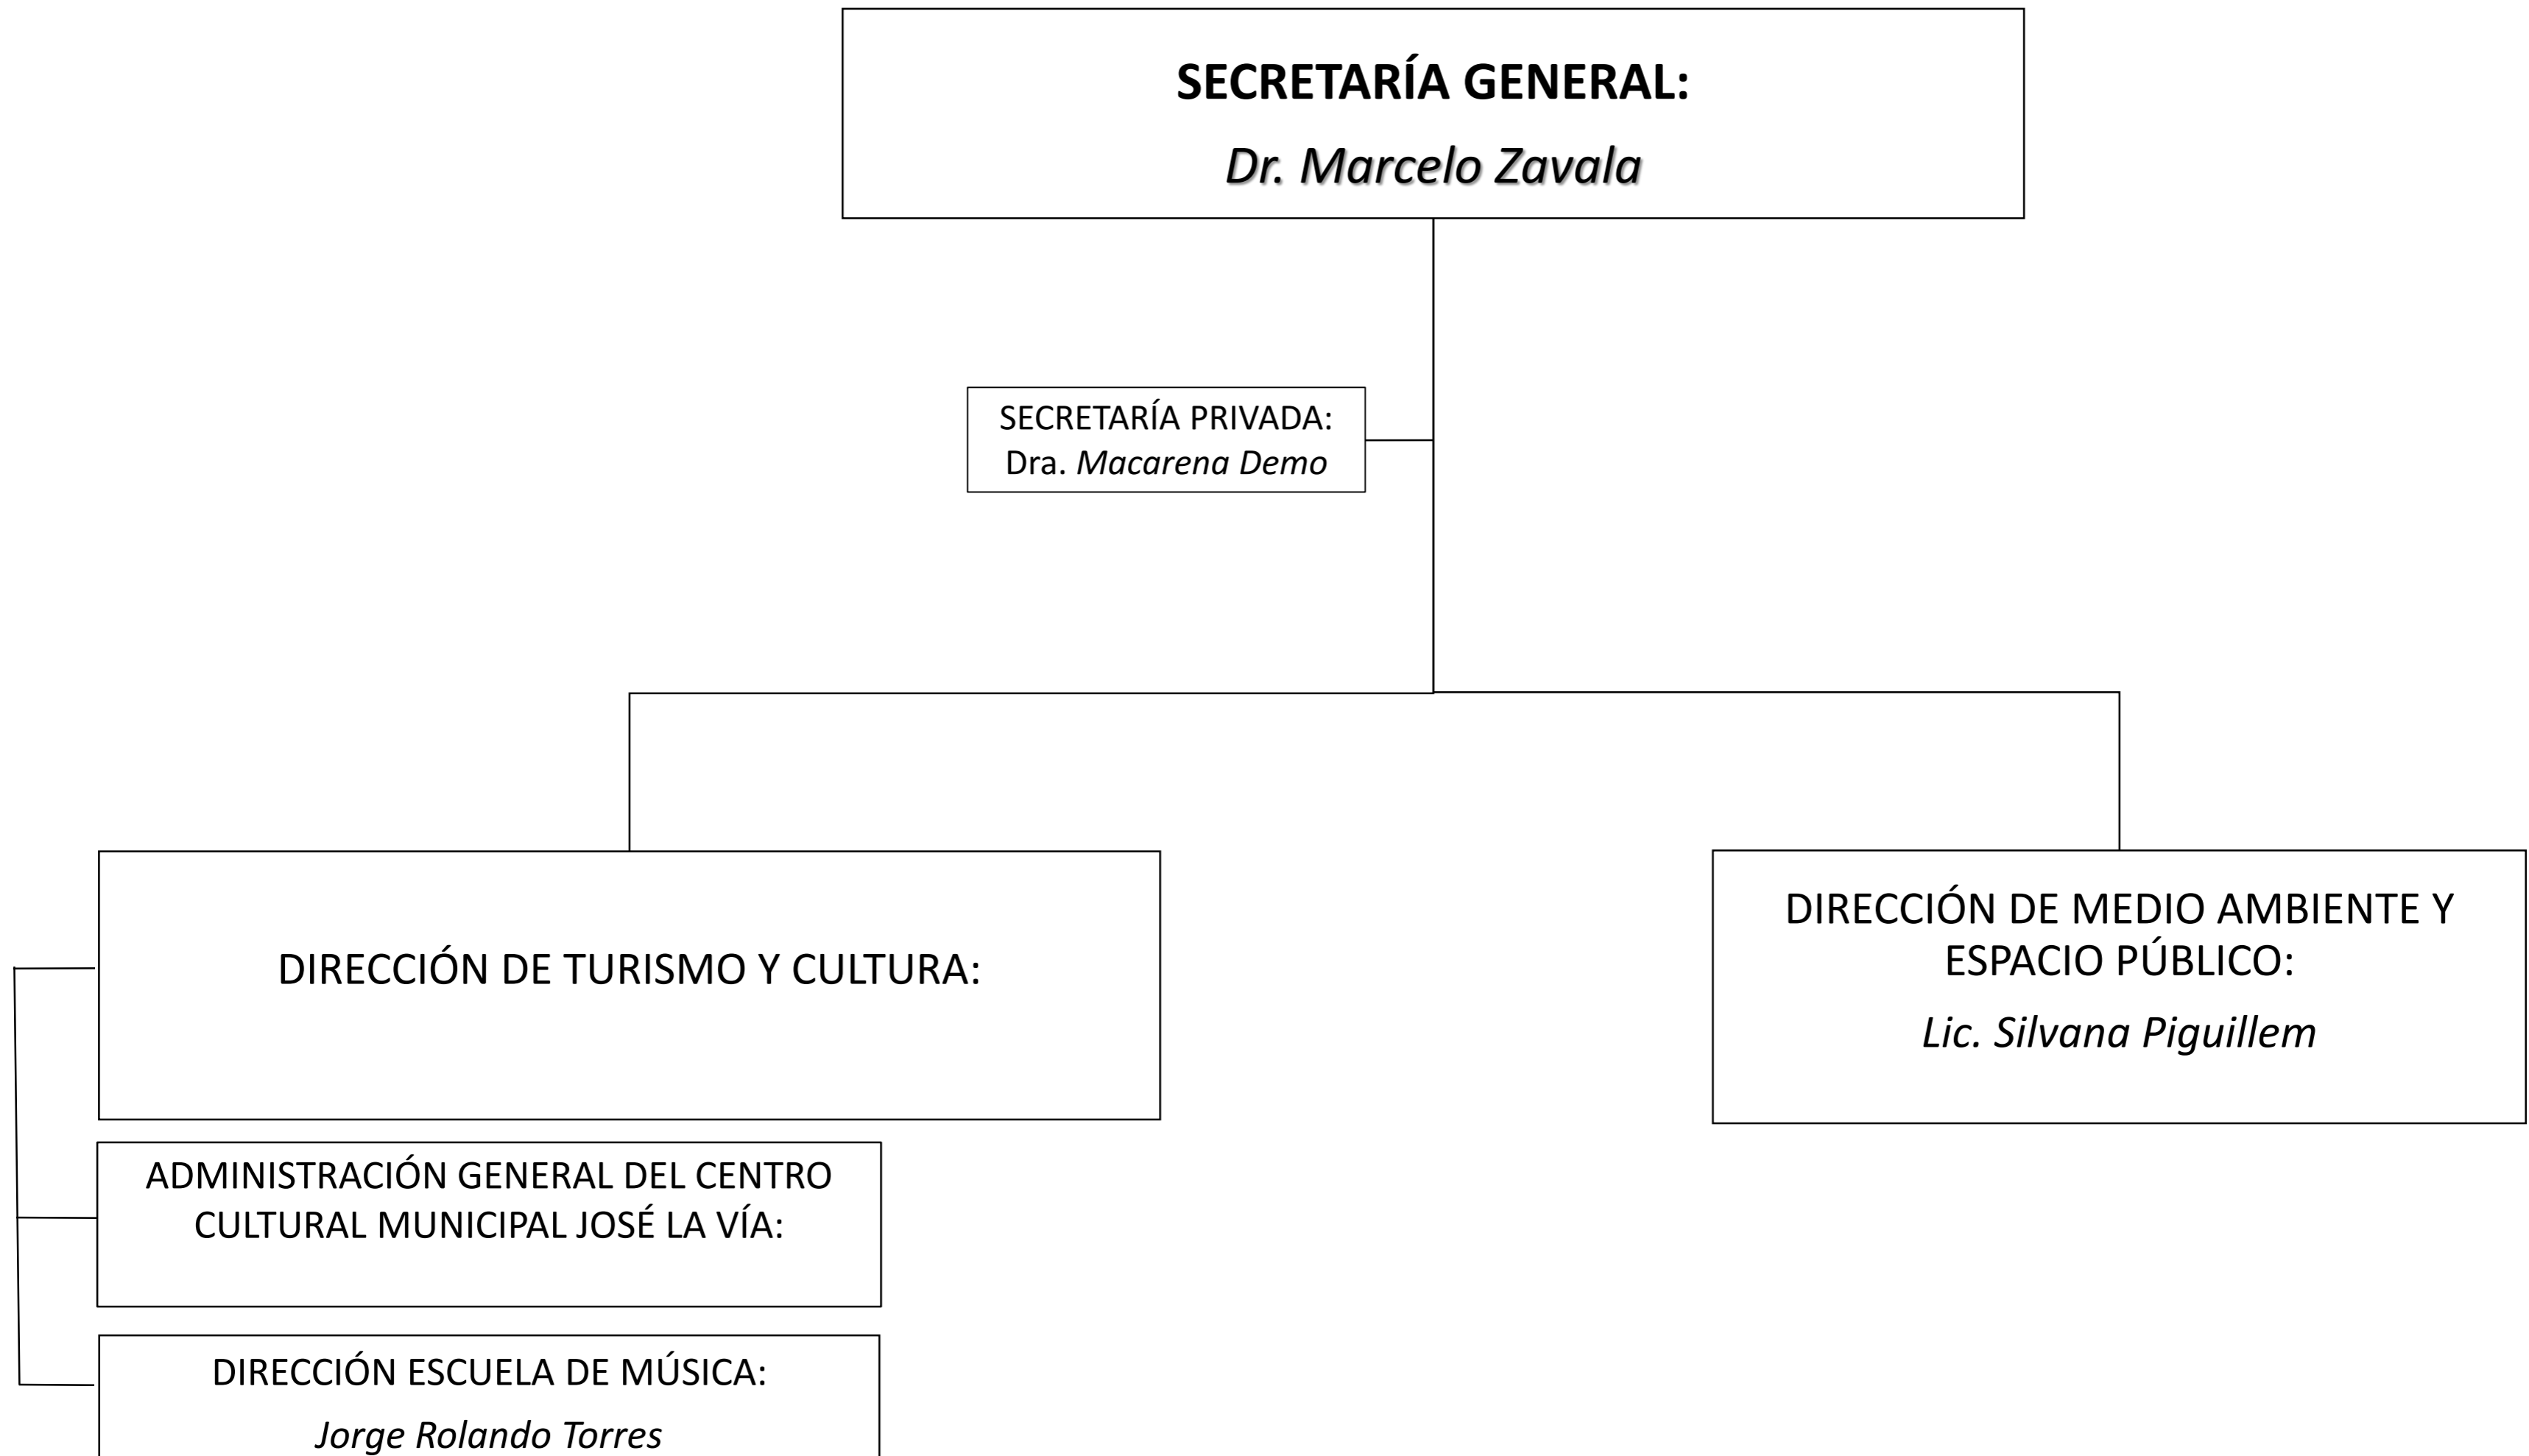 SECRETARÍA GENERAL:
Dr. Marcelo Zavala
SECRETARÍA PRIVADA:
Dra. Macarena Demo
DIRECCIÓN DE TURISMO Y CULTURA:
DIRECCIÓN DE MEDIO AMBIENTE Y
ESPACIO PÚBLICO:
Lic. Silvana Piguillem
ADMINISTRACIÓN GENERAL DEL CENTRO
CULTURAL MUNICIPAL JOSÉ LA VÍA:
DIRECCIÓN ESCUELA DE MÚSICA:
Jorge Rolando Torres